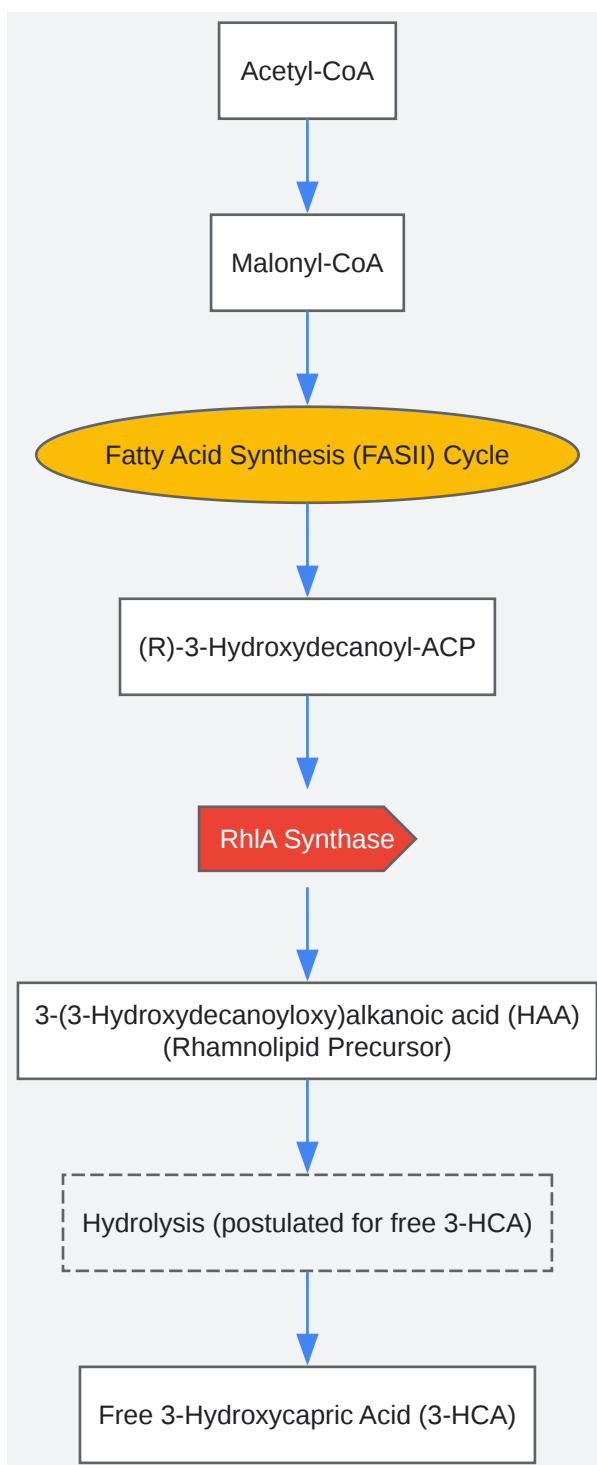 Acetyl-CoA
Malonyl-CoA
Fatty Acid Synthesis (FASII) Cycle
(R)-3-Hydroxydecanoyl-ACP
RhlA Synthase
3-(3-Hydroxydecanoyloxy)alkanoic acid (HAA)
(Rhamnolipid Precursor)
Hydrolysis (postulated for free 3-HCA)
Free 3-Hydroxycapric Acid (3-HCA)